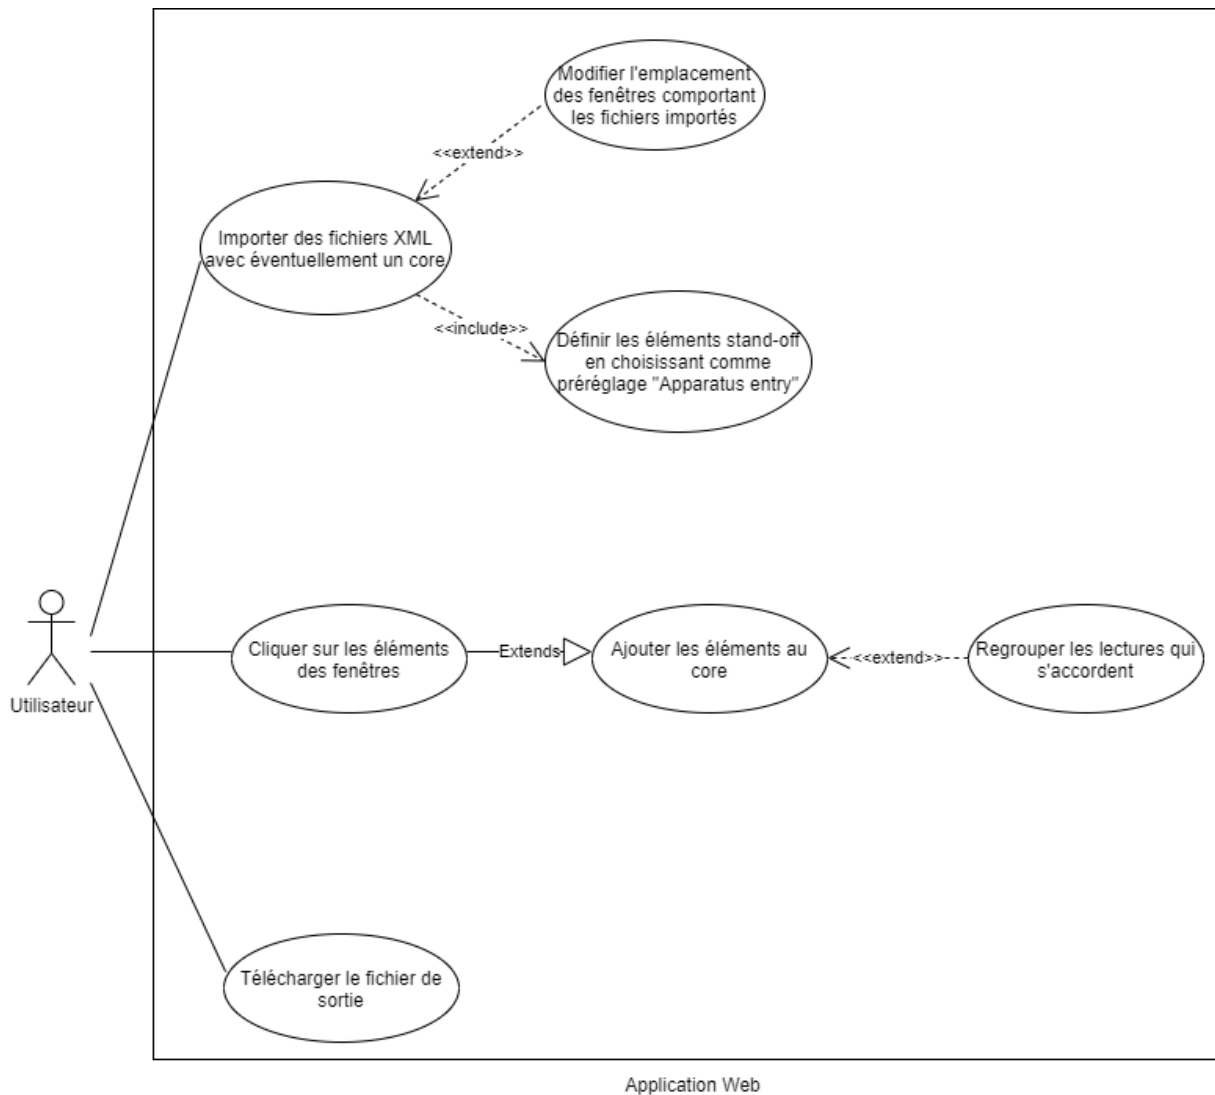 Modifier l'emplacement
des fenêtres comportant
les fichiers importés
<<extend>>
Importer des fichiers XML
avec éventuellement un core
<<include>>
Définir les éléments stand-off
en choisissant comme
préréglage "Apparatus entry"
Utilisateur
Cliquer sur les éléments
des fenêtres
Extends
Ajouter les éléments au
core
<<extend>>
Regrouper les lectures qui
s'accordent
Télécharger le fichier de
sortie
Application Web